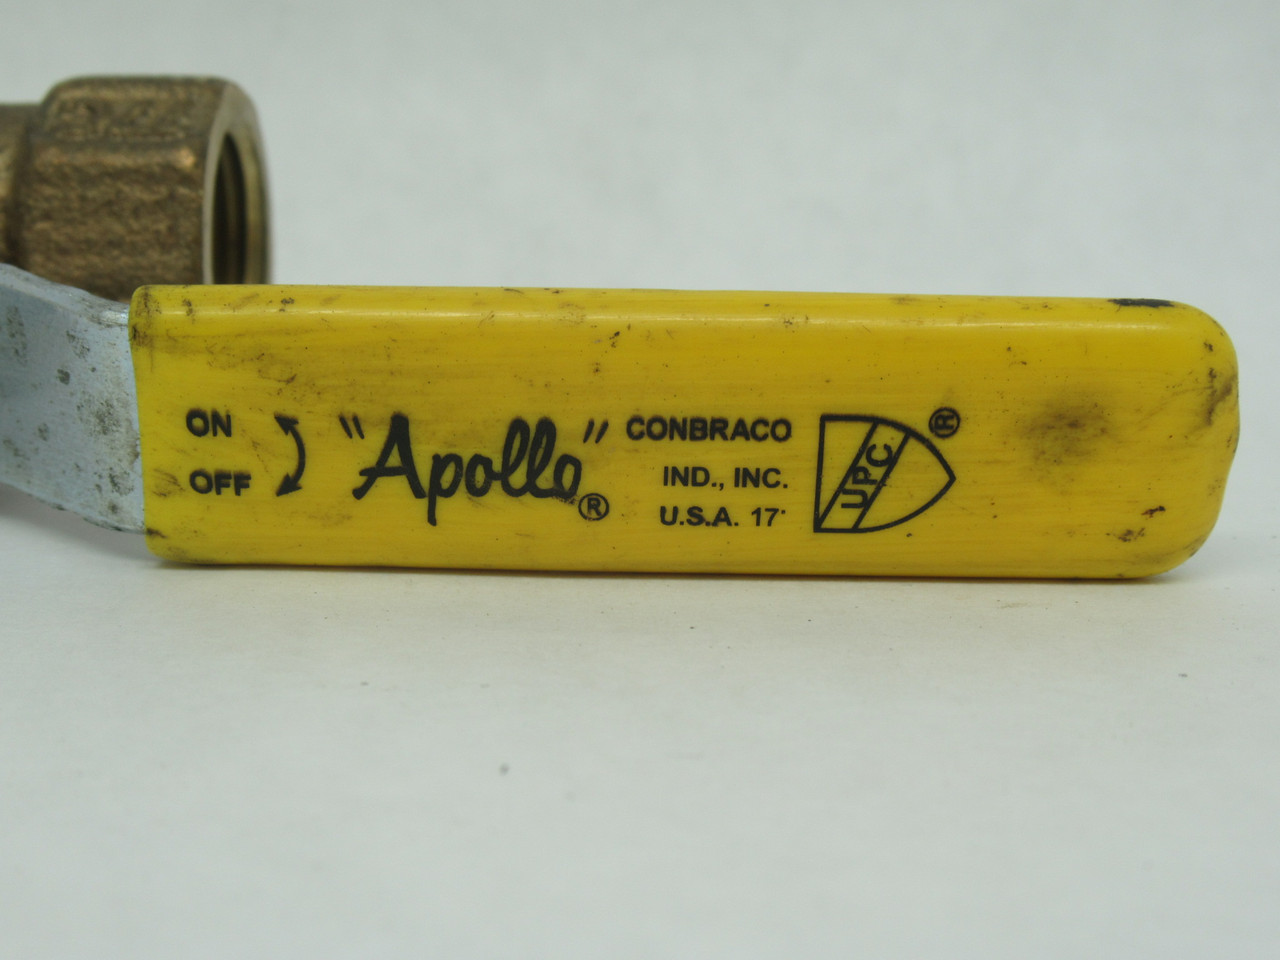 ON
OFF
"Apollo"®
CONBRACO
IND., INC.
U.S.A. 17
UPC ®